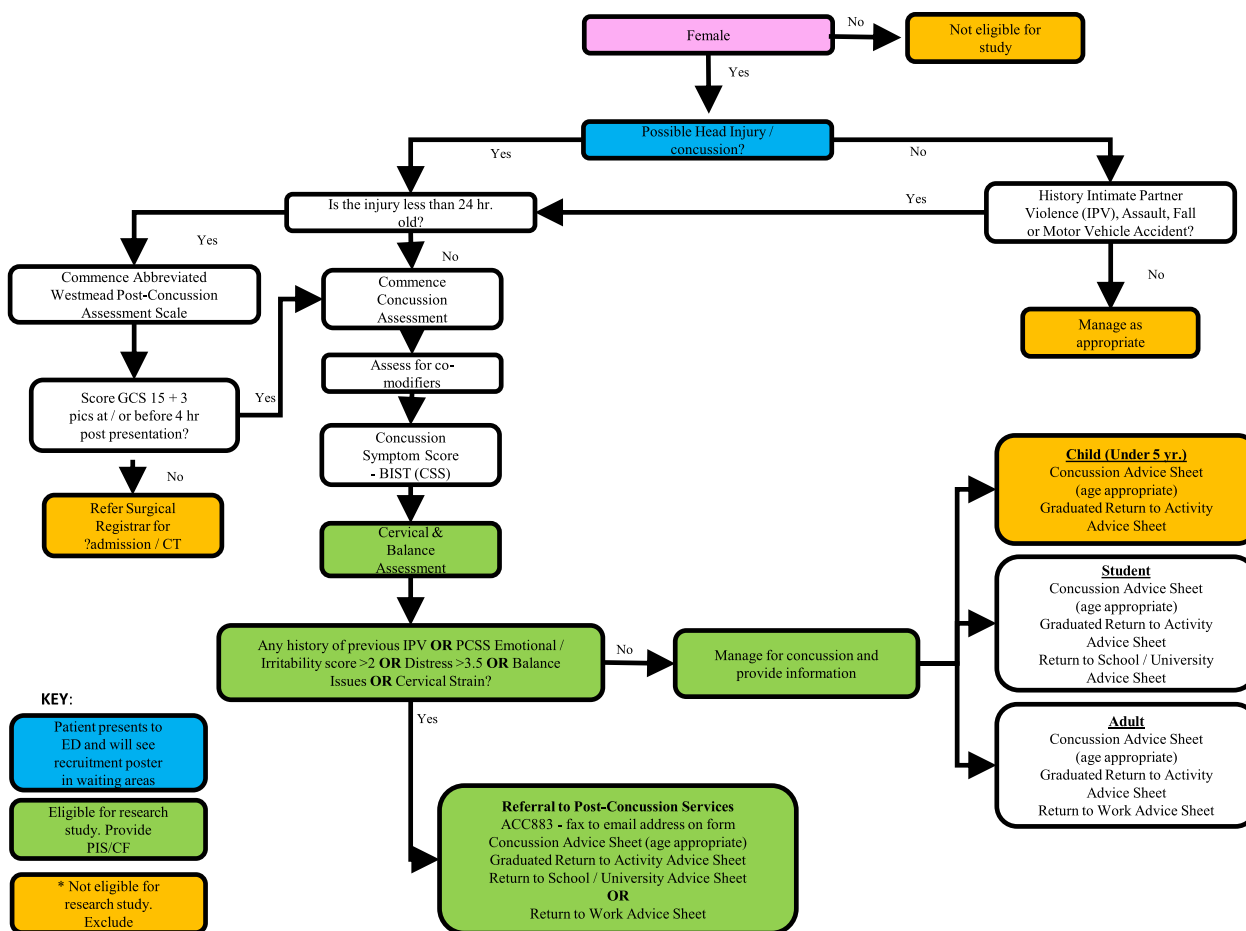 Female
No
Not eligible for
study
Yes
Possible Head Injury /
concussion?
Yes
No
Is the injury less than 24 hr.
old?
Yes
History Intimate Partner
Violence (IPV), Assault, Fall
or Motor Vehicle Accident?
Yes
No
No
Commence Abbreviated
Westmead Post-Concussion
Assessment Scale
Commence
Concussion
Assessment
Manage as
appropriate
Assess for co-
modifiers
Score GCS 15 + 3
pics at / or before 4 hr
post presentation?
Yes
Concussion
Symptom Score
- BIST (CSS)
No
Refer Surgical
Registrar for
?admission / CT
Cervical &
Balance
Assessment
Child (Under 5 yr.)
Concussion Advice Sheet
(age appropriate)
Graduated Return to Activity
Advice Sheet
Student
Concussion Advice Sheet
(age appropriate)
Graduated Return to Activity
Advice Sheet
Return to School / University
Advice Sheet
Any history of previous IPV OR PCSS Emotional /
Irritability score >2 OR Distress >3.5 OR Balance
Issues OR Cervical Strain?
No
Manage for concussion and
provide information
Yes
Adult
Concussion Advice Sheet
(age appropriate)
Graduated Return to Activity
Advice Sheet
Return to Work Advice Sheet
KEY:
Patient presents to
ED and will see
recruitment poster
in waiting areas
Eligible for research
study. Provide
PIS/CF
* Not eligible for
research study.
Exclude
Referral to Post-Concussion Services
ACC883 - fax to email address on form
Concussion Advice Sheet (age appropriate)
Graduated Return to Activity Advice Sheet
Return to School / University Advice Sheet
OR
Return to Work Advice Sheet